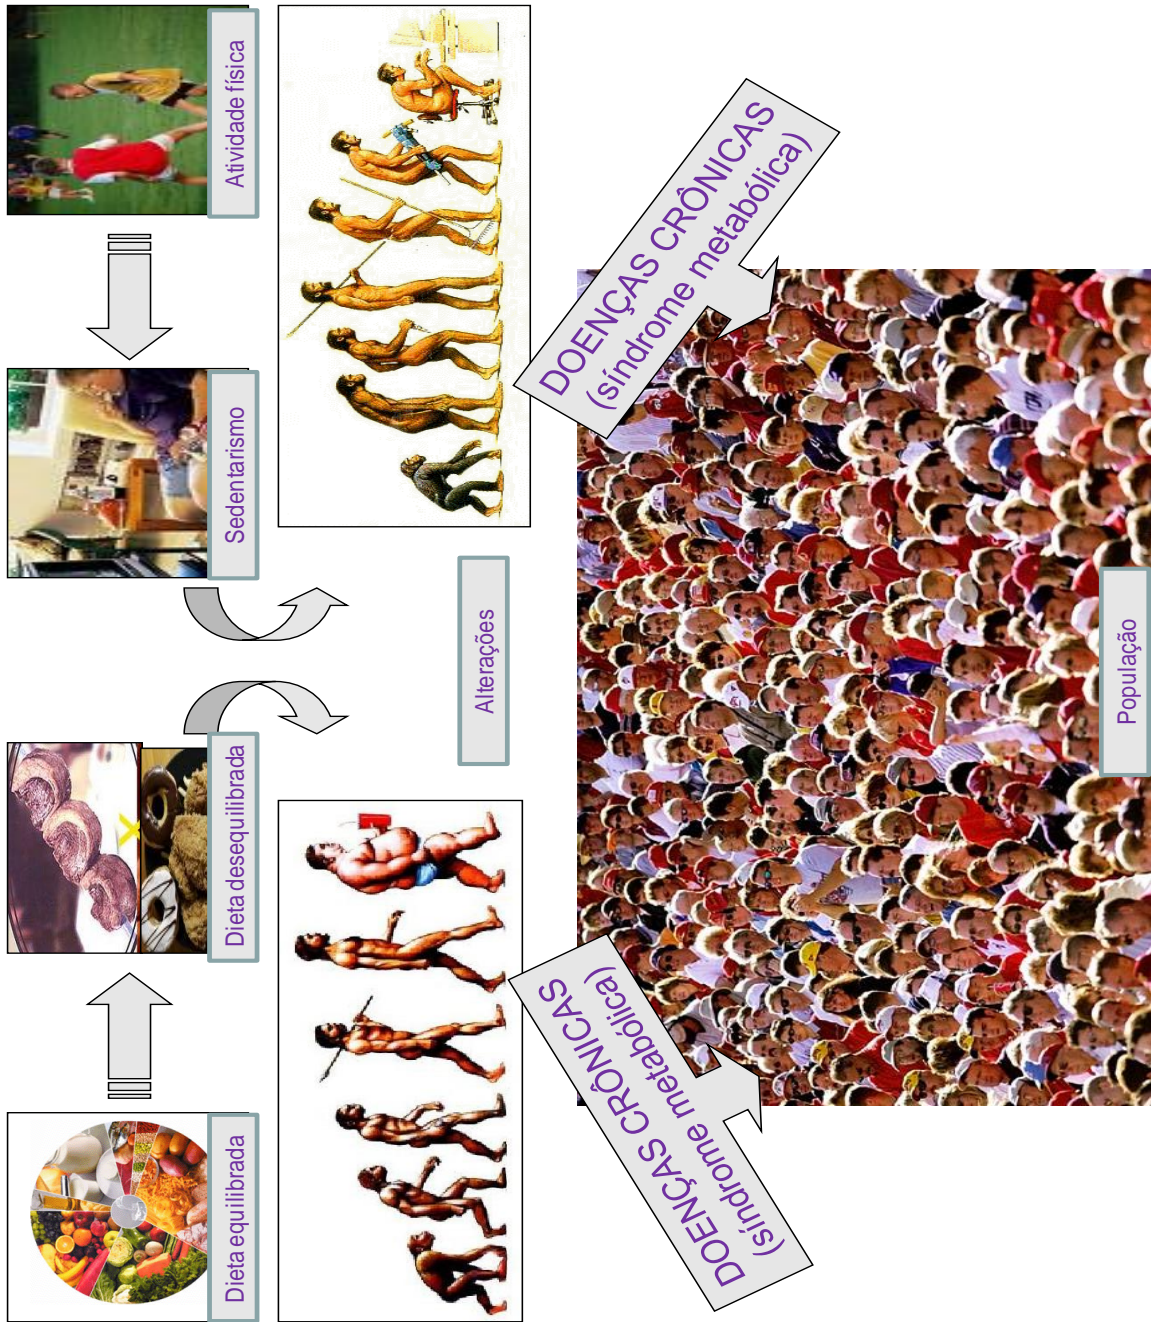 Dieta equilibrada
Dieta desequilibrada
Sedentarismo
Atividade física
Alterações
DOENÇAS CRÔNICAS
(síndrome metabólica)
DOENÇAS CRÔNICAS
(síndrome metabólica)
População